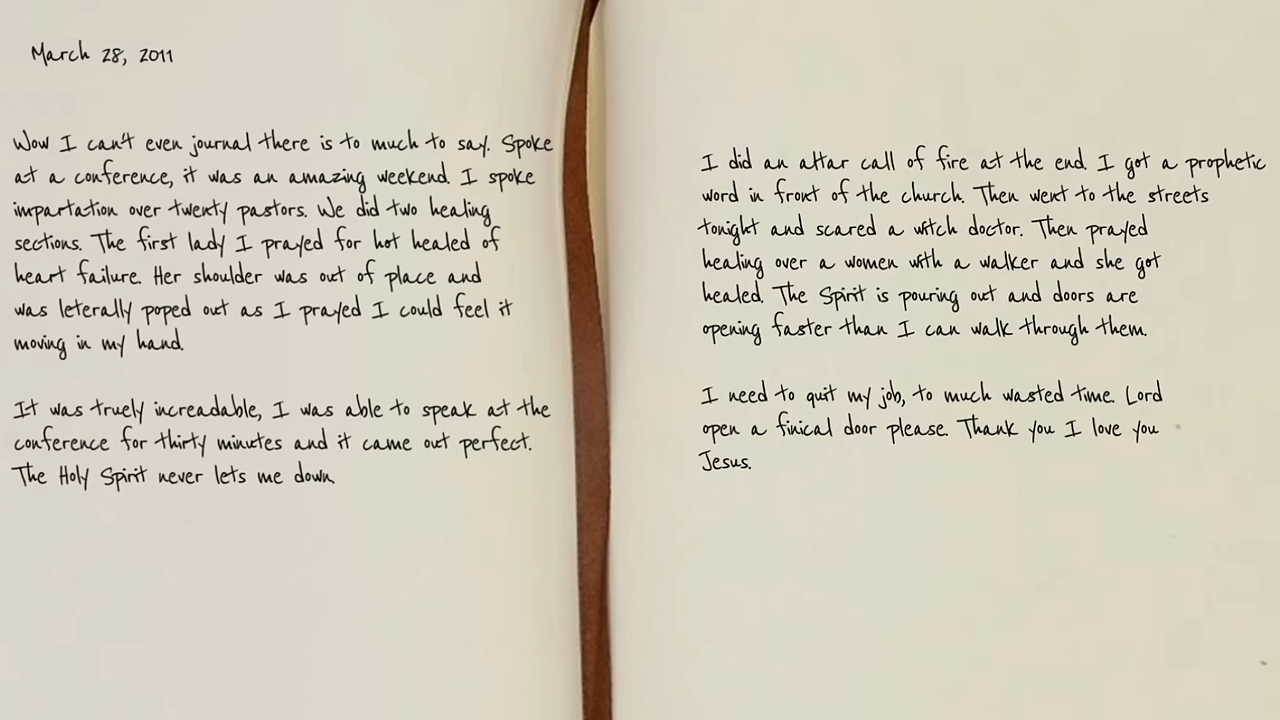 March 28, 2011
Wow I can't even journal there is to much to say. Spoke
at a conference, it was an amazing weekend. I spoke
impartation over twenty pastors. We did two healing
sections. The first lady I prayed for hot healed of
heart failure. Her shoulder was out of place and
was leterally poped out as I prayed I could feel it
moving in my hand.
It was truely increadable, I was able to speak at the
conference for thirty minutes and it came out perfect.
The Holy Spirit never lets me down.
I did an altar call of fire at the end. I got a prophetic
word in front of the church. Then went to the streets
tonight and scared a witch doctor. Then prayed
healing over a women with a walker and she got
healed. The Spirit is pouring out and doors are
opening faster than I can walk through them.
I need to quit my job, to much wasted time. Lord
open a finical door please. Thank you I love you
Jesus.